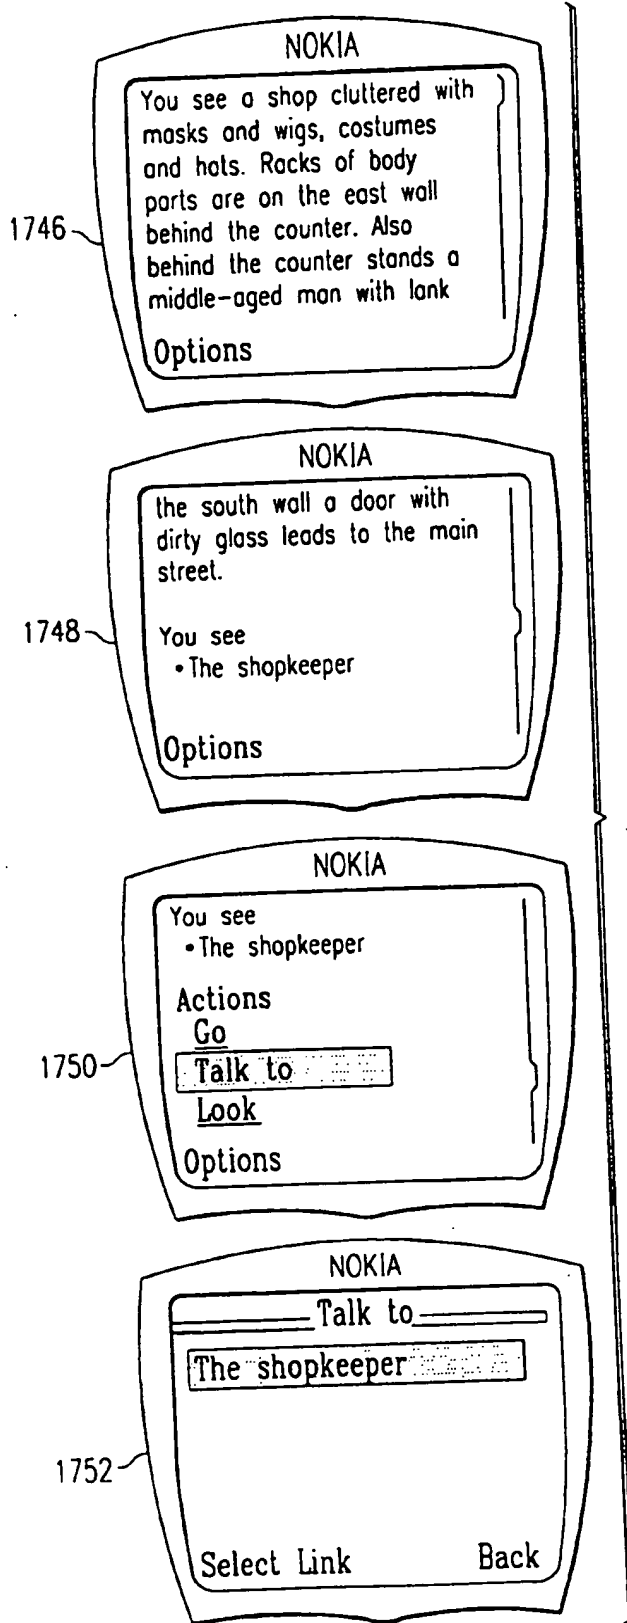 NOKIA
You see a shop cluttered with
masks and wigs, costumes
and hats. Racks of body
parts are on the east wall
behind the counter. Also
behind the counter stands a
middle-aged man with lank
Options
1746
NOKIA
the south wall a door with
dirty glass leads to the main
street.
You see
•The shopkeeper
Options
1748
NOKIA
You see
•The shopkeeper
Actions
Go
Talk to
Look
Options
1750
NOKIA
Talk to
The shopkeeper
Select Link Back
1752